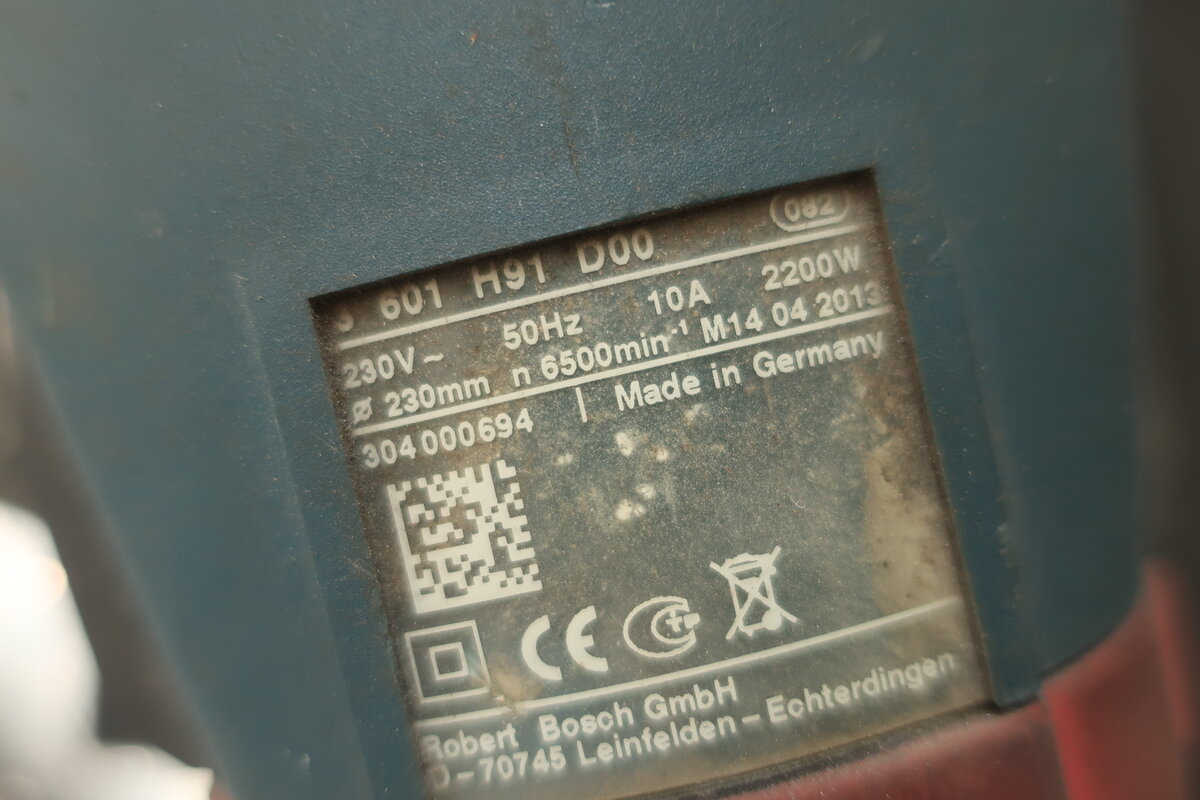 082
3 601 H91 D00
230V~ 50Hz 10A 2200W
ø 230mm n 6500min⁻¹ M14 04 2013
304000694 | Made in Germany
CE
Robert Bosch GmbH
D-70745 Leinfelden-Echterdingen